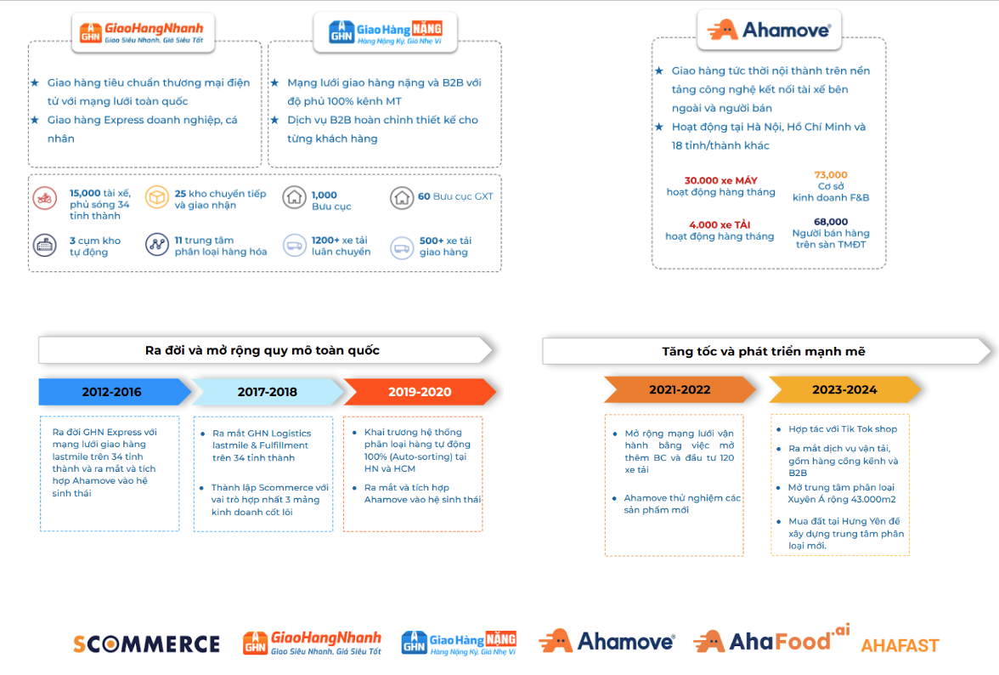 GHN
GiaoHangNhanh
Giao Siêu Nhanh, Giá Siêu Tốt
★ Giao hàng tiêu chuẩn thương mại điện
tử với mạng lưới toàn quốc
★ Giao hàng Express doanh nghiệp, cá
nhân
GHN
GiaoHàng NẶNG
Hàng Nặng Ký, Giá Nhẹ Ví
★ Mạng lưới giao hàng nặng và B2B với
độ phủ 100% kênh MT
★ Dịch vụ B2B hoàn chỉnh thiết kế cho
từng khách hàng
15,000 tài xế,
phủ sóng 34
tỉnh thành
25 kho chuyển tiếp
và giao nhận
1,000
Bưu cục
60 Bưu cục GXT
3 cụm kho
tự động
11 trung tâm
phân loại hàng hóa
1200+ xe tải
luân chuyển
500+ xe tải
giao hàng
Ahamove®
★ Giao hàng tức thời nội thành trên nền
tảng công nghệ kết nối tài xế bên
ngoài và người bán
★ Hoạt động tại Hà Nội, Hồ Chí Minh và
18 tỉnh/thành khác
30.000 xe MÁY
hoạt động hàng tháng
73,000
Cơ sở
kinh doanh F&B
4.000 xe TẢI
hoạt động hàng tháng
68,000
Người bán hàng
trên sàn TMĐT
Ra đời và mở rộng quy mô toàn quốc
2012-2016
Ra đời GHN Express với
mạng lưới giao hàng
lastmile trên 34 tỉnh
thành và ra mắt và tích
hợp Ahamove vào hệ
sinh thái
2017-2018
• Ra mắt GHN Logistics
lastmile & Fulfillment
trên 34 tỉnh thành
• Thành lập Scommerce với
vai trò hợp nhất 3 mảng
kinh doanh cốt lõi
2019-2020
• Khai trương hệ thống
phân loại hàng tự động
100% (Auto-sorting) tại
HN và HCM
• Ra mắt và tích hợp
Ahamove vào hệ sinh thái
Tăng tốc và phát triển mạnh mẽ
2021-2022
• Mở rộng mạng lưới vận
hành bằng việc mở
thêm BC và đầu tư 120
xe tải
• Ahamove thử nghiệm các
sản phẩm mới
2023-2024
• Hợp tác với Tik Tok shop
• Ra mắt dịch vụ vận tải,
gồm hàng cồng kềnh và
B2B
• Mở trung tâm phân loại
Xuyên Á rộng 43.000m2
• Mua đất tại Hưng Yên để
xây dựng trung tâm phân
loại mới.
SCOMMERCE
GHN
GiaoHangNhanh
Giao Siêu Nhanh, Giá Siêu Tốt
GHN
GiaoHàng NẶNG
Hàng Nặng Ký, Giá Nhẹ Ví
Ahamove®
AhaFood.ai
AHAFAST